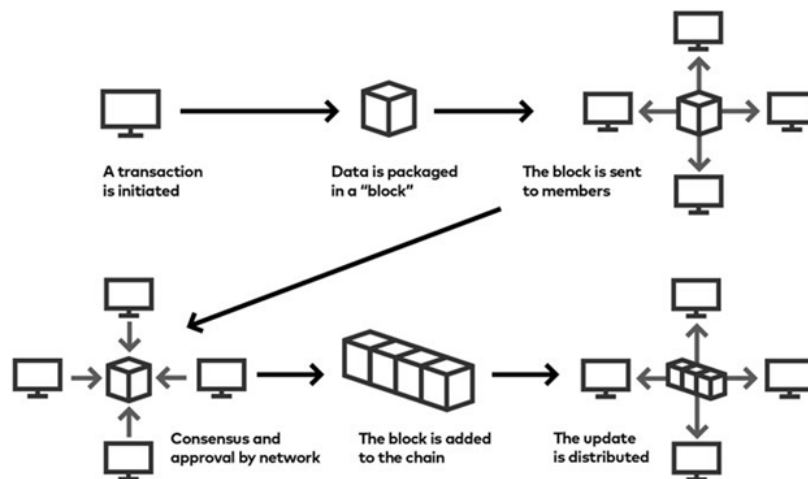 A transaction
is initiated
Data is packaged
in a “block”
The block is sent
to members
Consensus and
approval by network
The block is added
to the chain
The update
is distributed